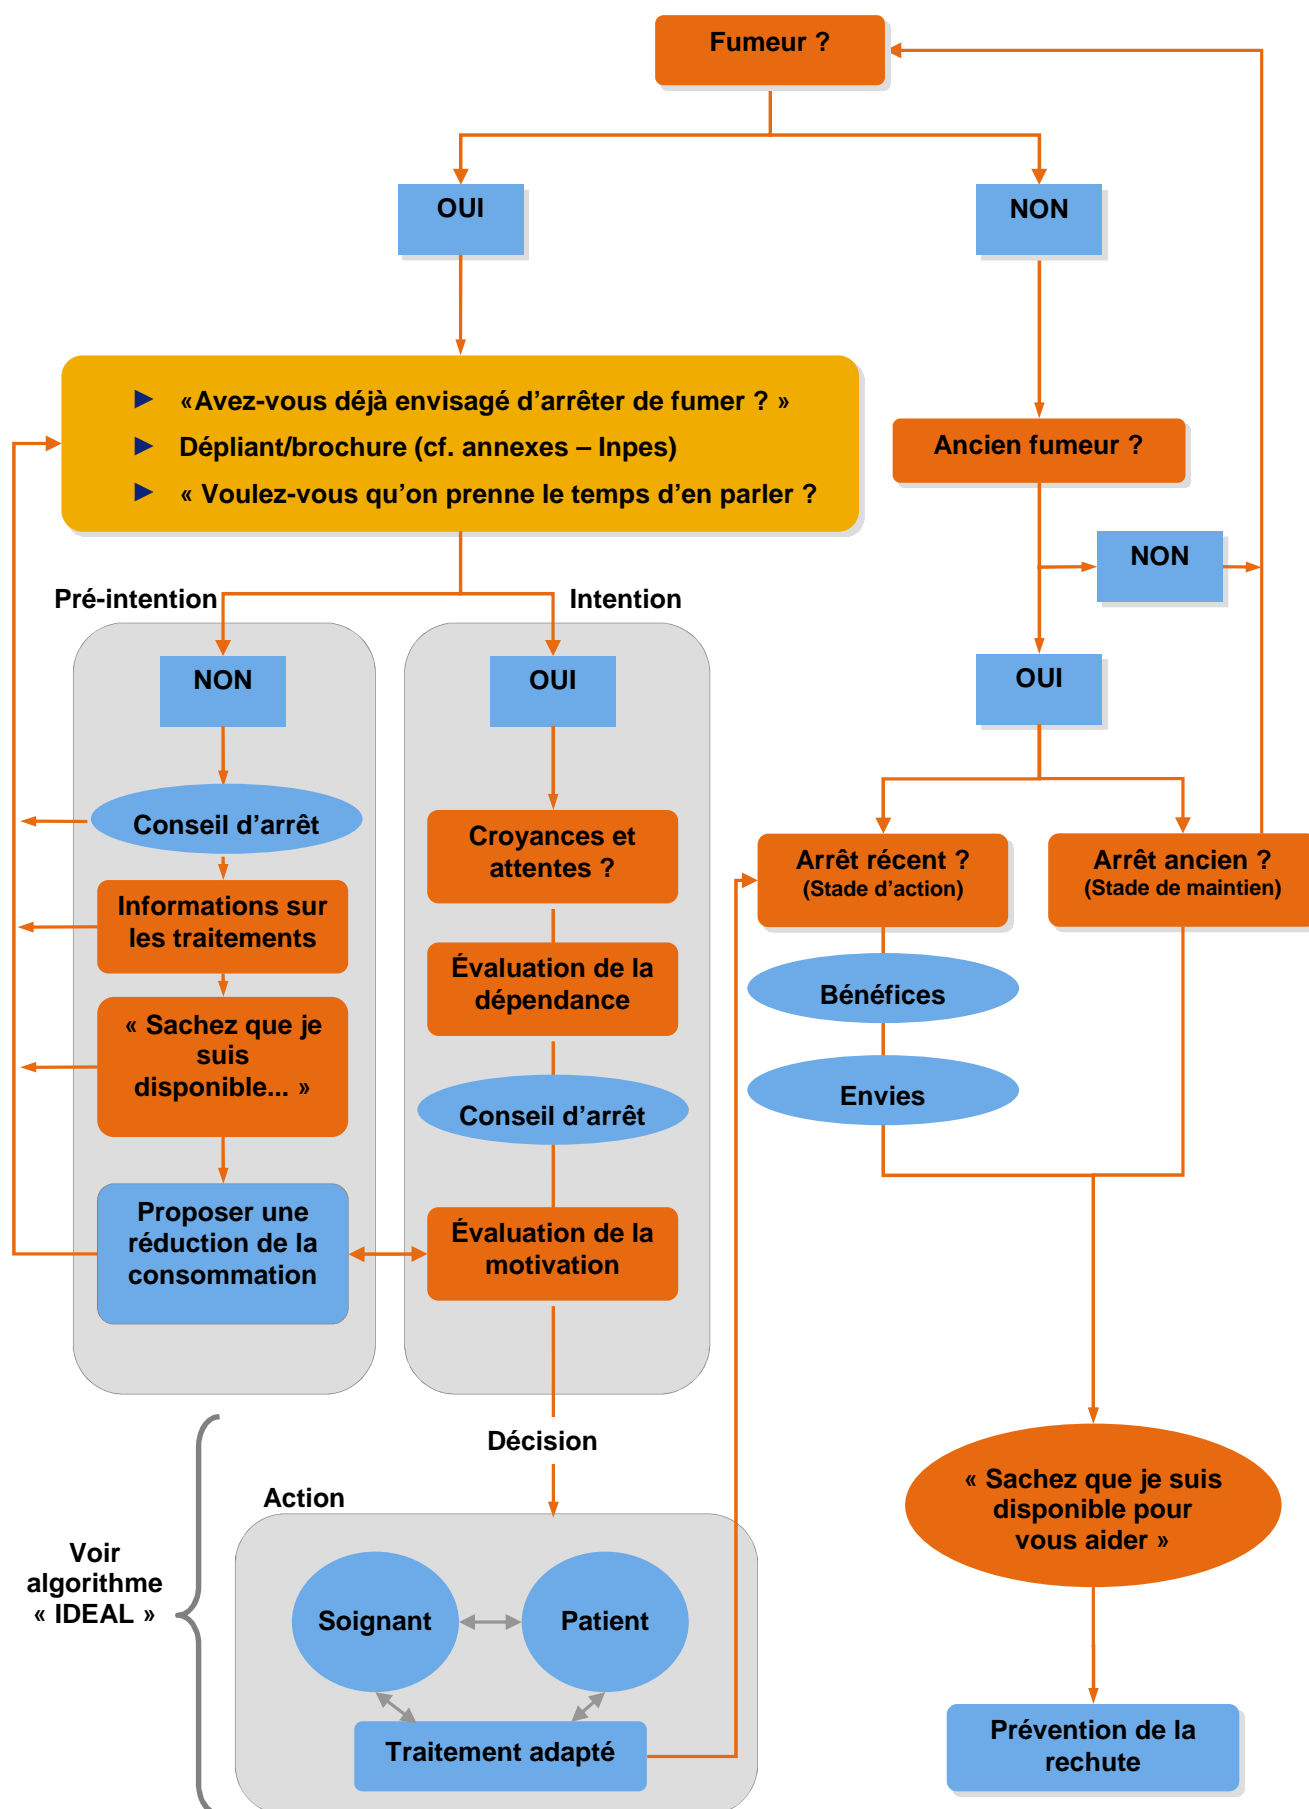 Fumeur ?
OUI
NON
«Avez-vous déjà envisagé d'arrêter de fumer ? »
Dépliant/brochure (cf. annexes – Inpes)
« Voulez-vous qu'on prenne le temps d'en parler ?
Ancien fumeur ?
NON
OUI
Pré-intention
Intention
NON
OUI
Conseil d'arrêt
Informations sur
les traitements
« Sachez que je
suis
disponible... »
Proposer une
réduction de la
consommation
Croyances et
attentes ?
Évaluation de la
dépendance
Conseil d'arrêt
Évaluation de la
motivation
Arrêt récent ?
(Stade d'action)
Arrêt ancien ?
(Stade de maintien)
Bénéfices
Envies
Décision
Action
Voir
algorithme
« IDEAL »
Soignant
Patient
Traitement adapté
« Sachez que je suis
disponible pour
vous aider »
Prévention de la
rechute